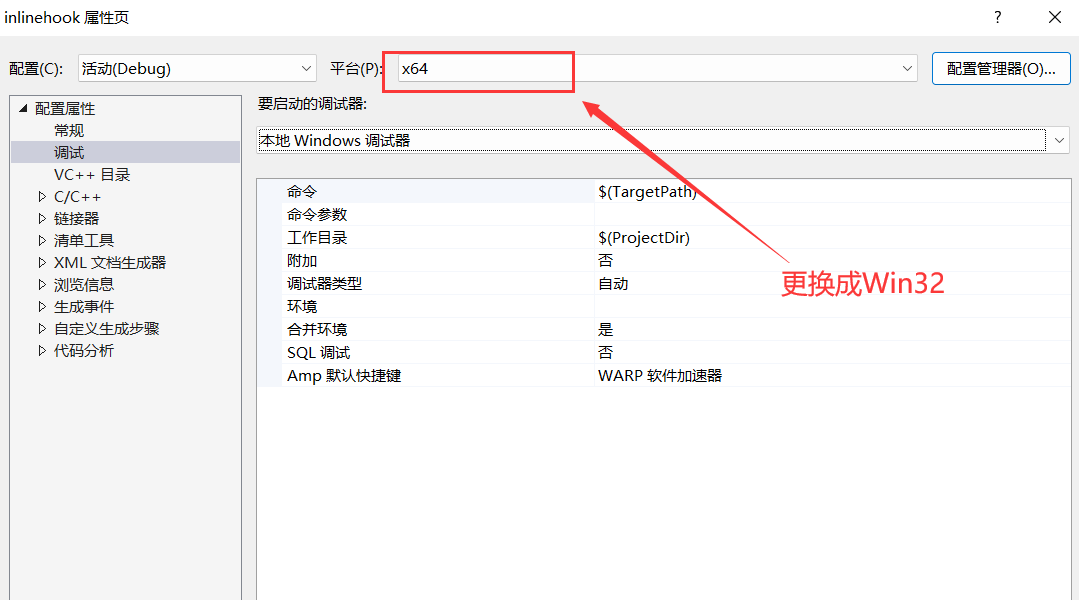 inlinehook 属性页
?
配置(C): 活动(Debug) 平台(P): x64 配置管理器(O)...
要启动的调试器:
本地 Windows 调试器
配置属性
常规
调试
VC++ 目录
C/C++
链接器
清单工具
XML 文档生成器
浏览信息
生成事件
自定义生成步骤
代码分析
命令 $(TargetPath)
命令参数
工作目录 $(ProjectDir)
附加 否
调试器类型 自动
环境
合并环境 是
SQL 调试 否
Amp 默认快捷键 WARP 软件加速器
更换成Win32